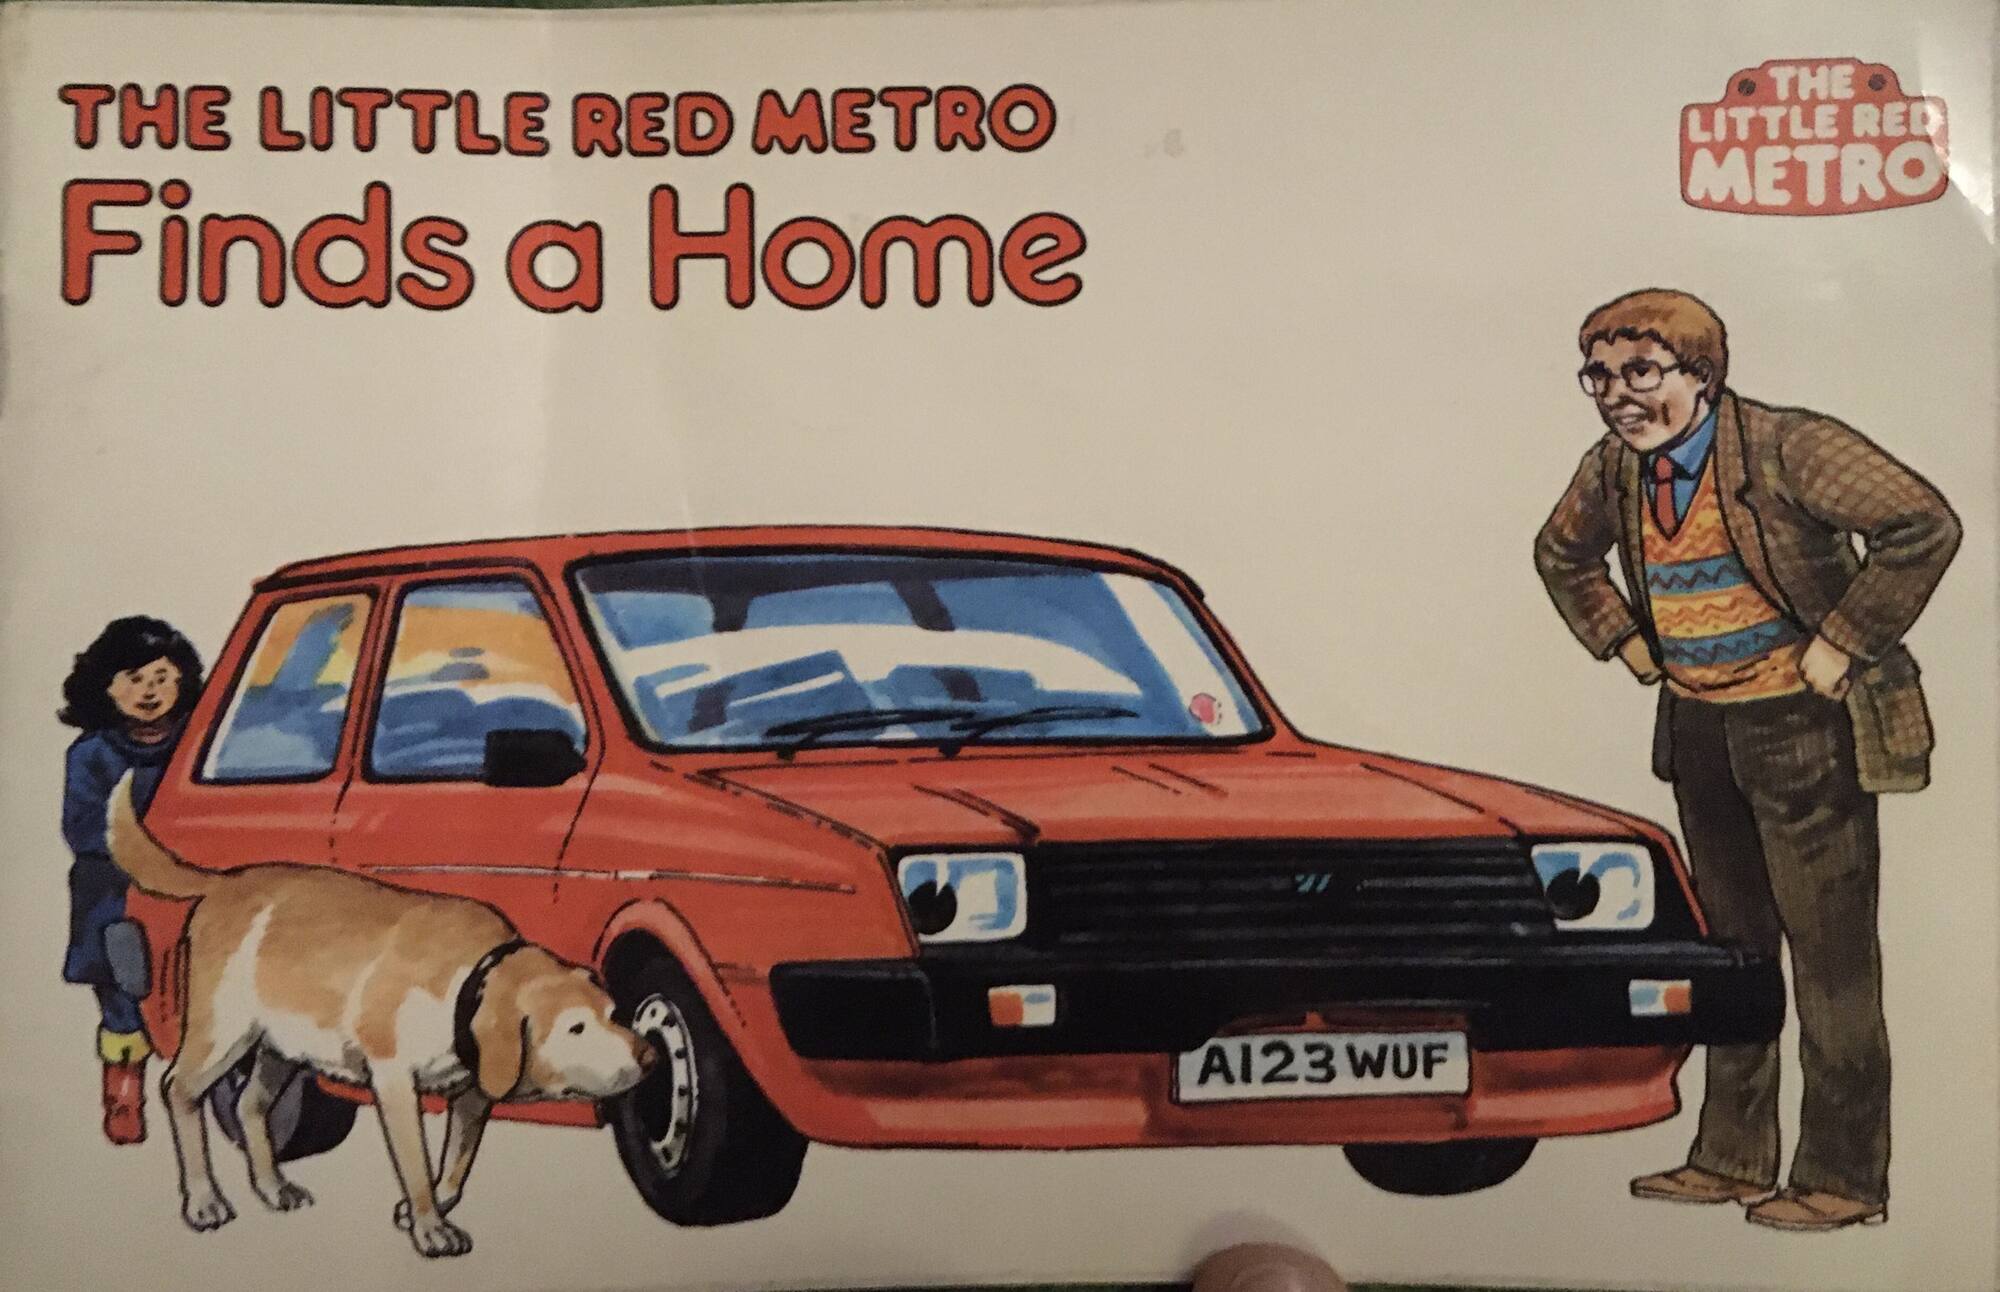 THE LITTLE RED METRO
Finds a Home
THE
LITTLE RED
METRO
A123 WUF